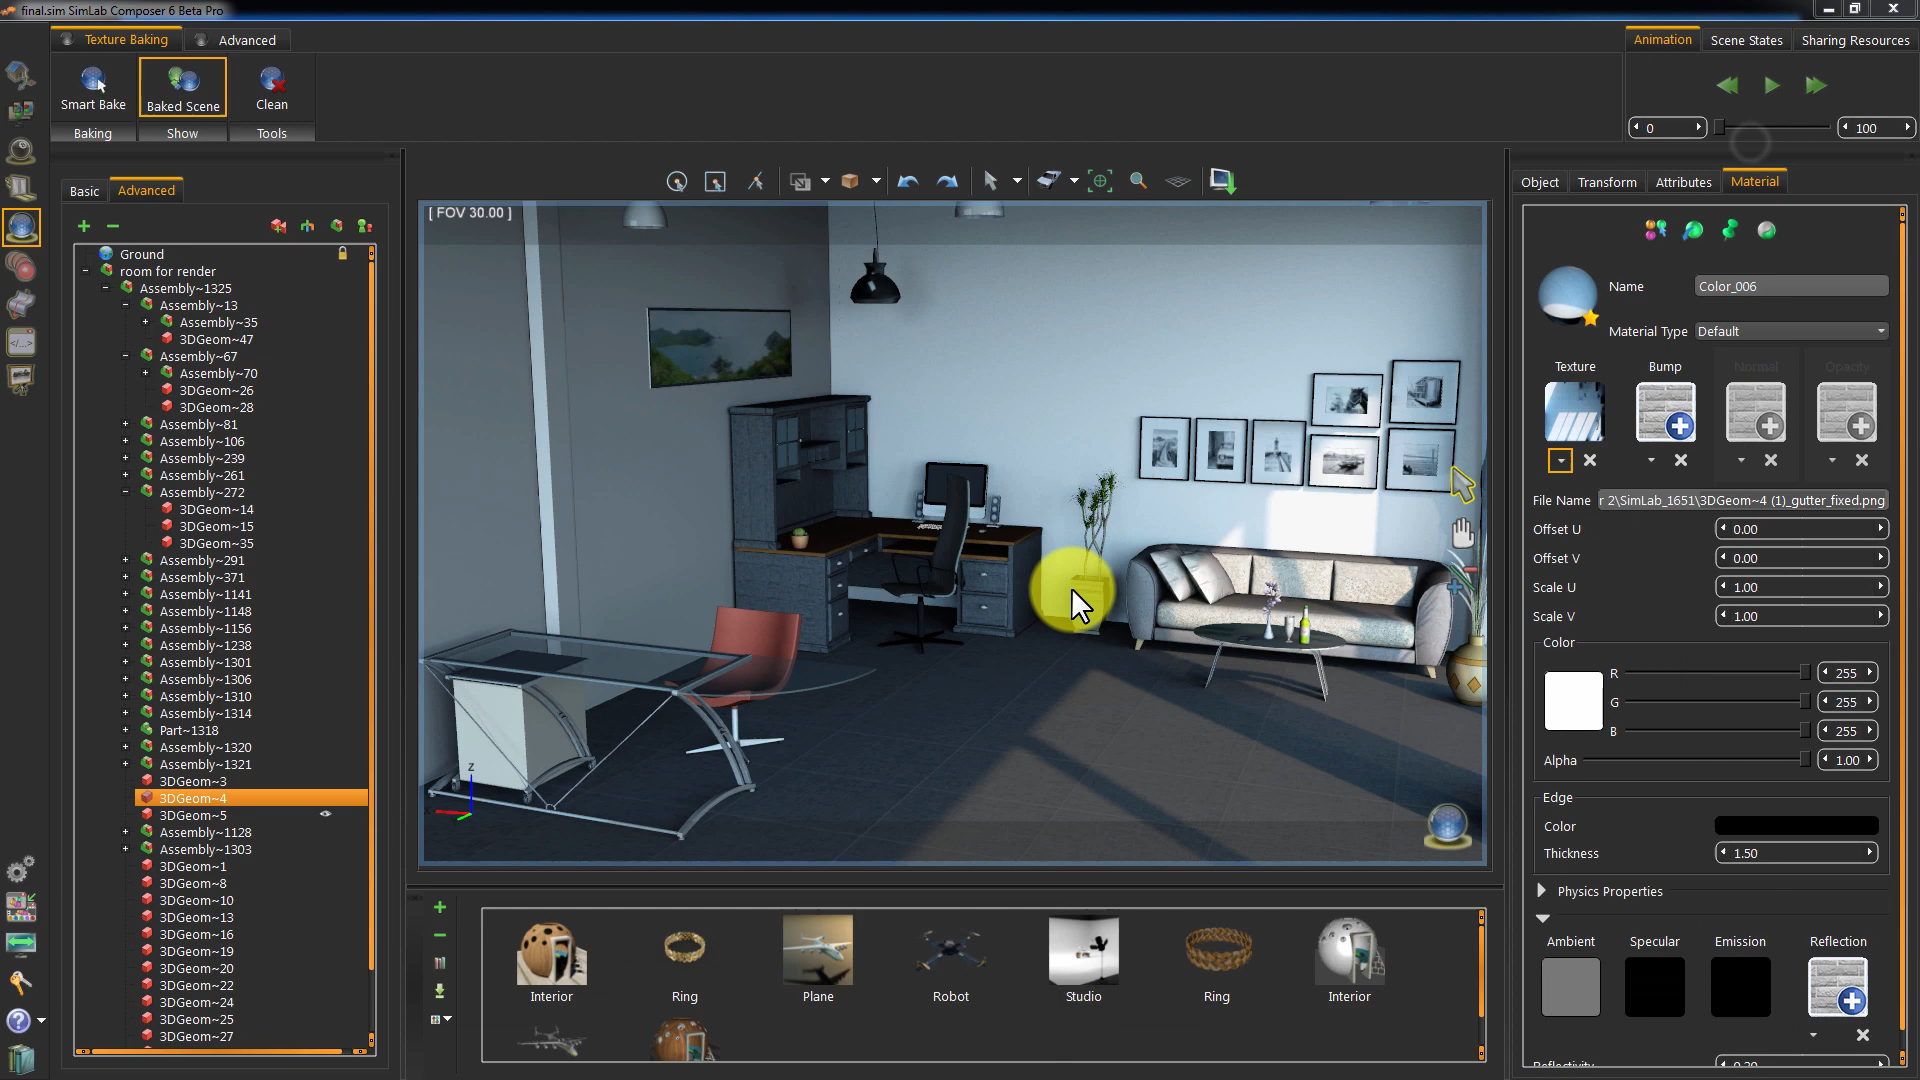 final.sim SimLab Composer 6 Beta Pro
Texture Baking
Advanced
Animation
Scene States
Sharing Resources
Smart Bake
Baked Scene
Clean
Baking
Show
Tools
0
100
Basic
Advanced
Object
Transform
Attributes
Material
[ FOV 30.00 ]
Ground
room for render
Assembly~1325
Assembly~13
Assembly~35
3DGeom~47
Assembly~67
Assembly~70
3DGeom~26
3DGeom~28
Assembly~81
Assembly~106
Assembly~239
Assembly~261
Assembly~272
3DGeom~14
3DGeom~15
3DGeom~35
Assembly~291
Assembly~371
Assembly~1141
Assembly~1148
Assembly~1156
Assembly~1238
Assembly~1301
Assembly~1306
Assembly~1310
Assembly~1314
Part~1318
Assembly~1320
Assembly~1321
3DGeom~3
3DGeom~4
3DGeom~5
Assembly~1128
Assembly~1303
3DGeom~1
3DGeom~8
3DGeom~10
3DGeom~13
3DGeom~16
3DGeom~19
3DGeom~20
3DGeom~22
3DGeom~24
3DGeom~25
3DGeom~27
Z
Interior
Ring
Plane
Robot
Studio
Ring
Interior
Name
Color_006
Material Type
Default
Texture
Bump
Normal
Opacity
File Name
r 2\SimLab_1651\3DGeom~4 (1)_gutter_fixed.png
Offset U
0.00
Offset V
0.00
Scale U
1.00
Scale V
1.00
Color
R
255
G
255
B
255
Alpha
1.00
Edge
Color
Thickness
1.50
Physics Properties
Ambient
Specular
Emission
Reflection
Reflectivity
0.20